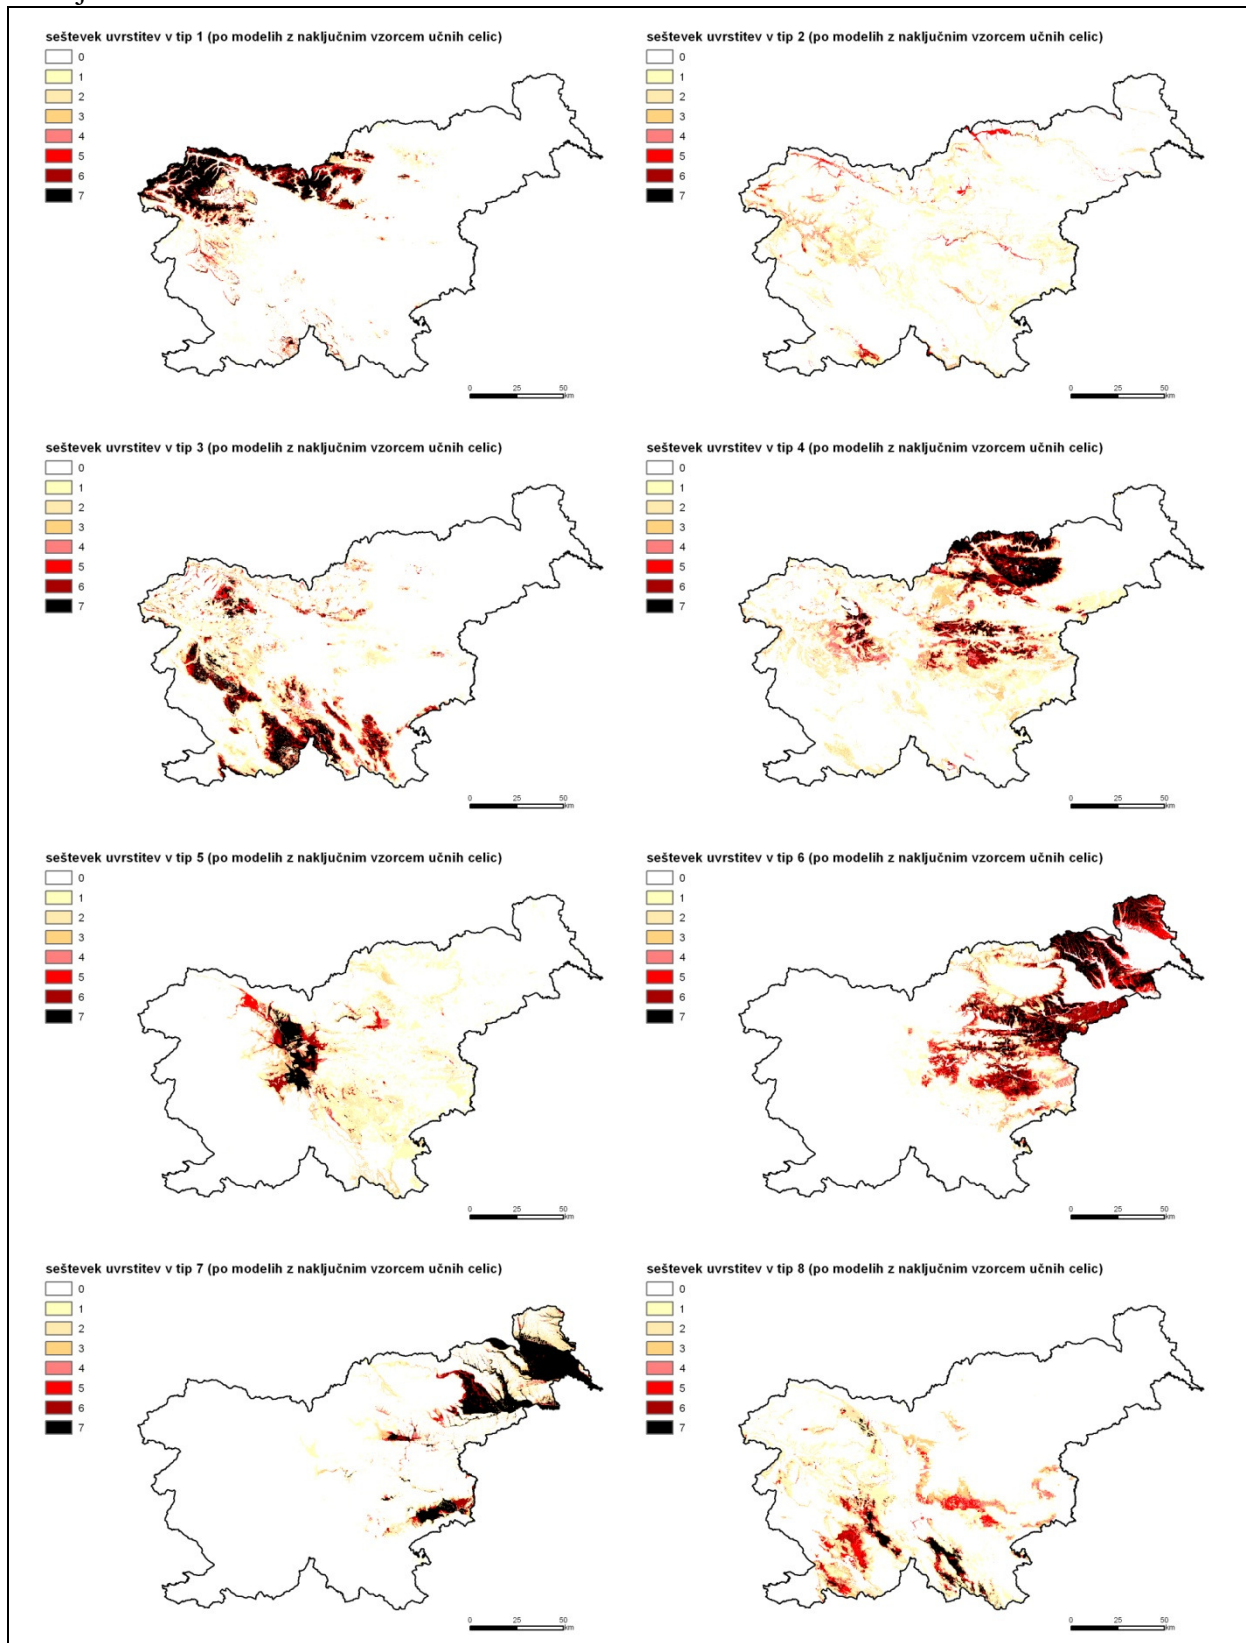 seštevek uvrstitev v tip 1 (po modelih z naključnim vzorcem učnih celic)
0
1
2
3
4
5
6
7
0 25 50
km
seštevek uvrstitev v tip 2 (po modelih z naključnim vzorcem učnih celic)
0
1
2
3
4
5
6
7
0 25 50
km
seštevek uvrstitev v tip 3 (po modelih z naključnim vzorcem učnih celic)
0
1
2
3
4
5
6
7
0 25 50
km
seštevek uvrstitev v tip 4 (po modelih z naključnim vzorcem učnih celic)
0
1
2
3
4
5
6
7
0 25 50
km
seštevek uvrstitev v tip 5 (po modelih z naključnim vzorcem učnih celic)
0
1
2
3
4
5
6
7
0 25 50
km
seštevek uvrstitev v tip 6 (po modelih z naključnim vzorcem učnih celic)
0
1
2
3
4
5
6
7
0 25 50
km
seštevek uvrstitev v tip 7 (po modelih z naključnim vzorcem učnih celic)
0
1
2
3
4
5
6
7
0 25 50
km
seštevek uvrstitev v tip 8 (po modelih z naključnim vzorcem učnih celic)
0
1
2
3
4
5
6
7
0 25 50
km